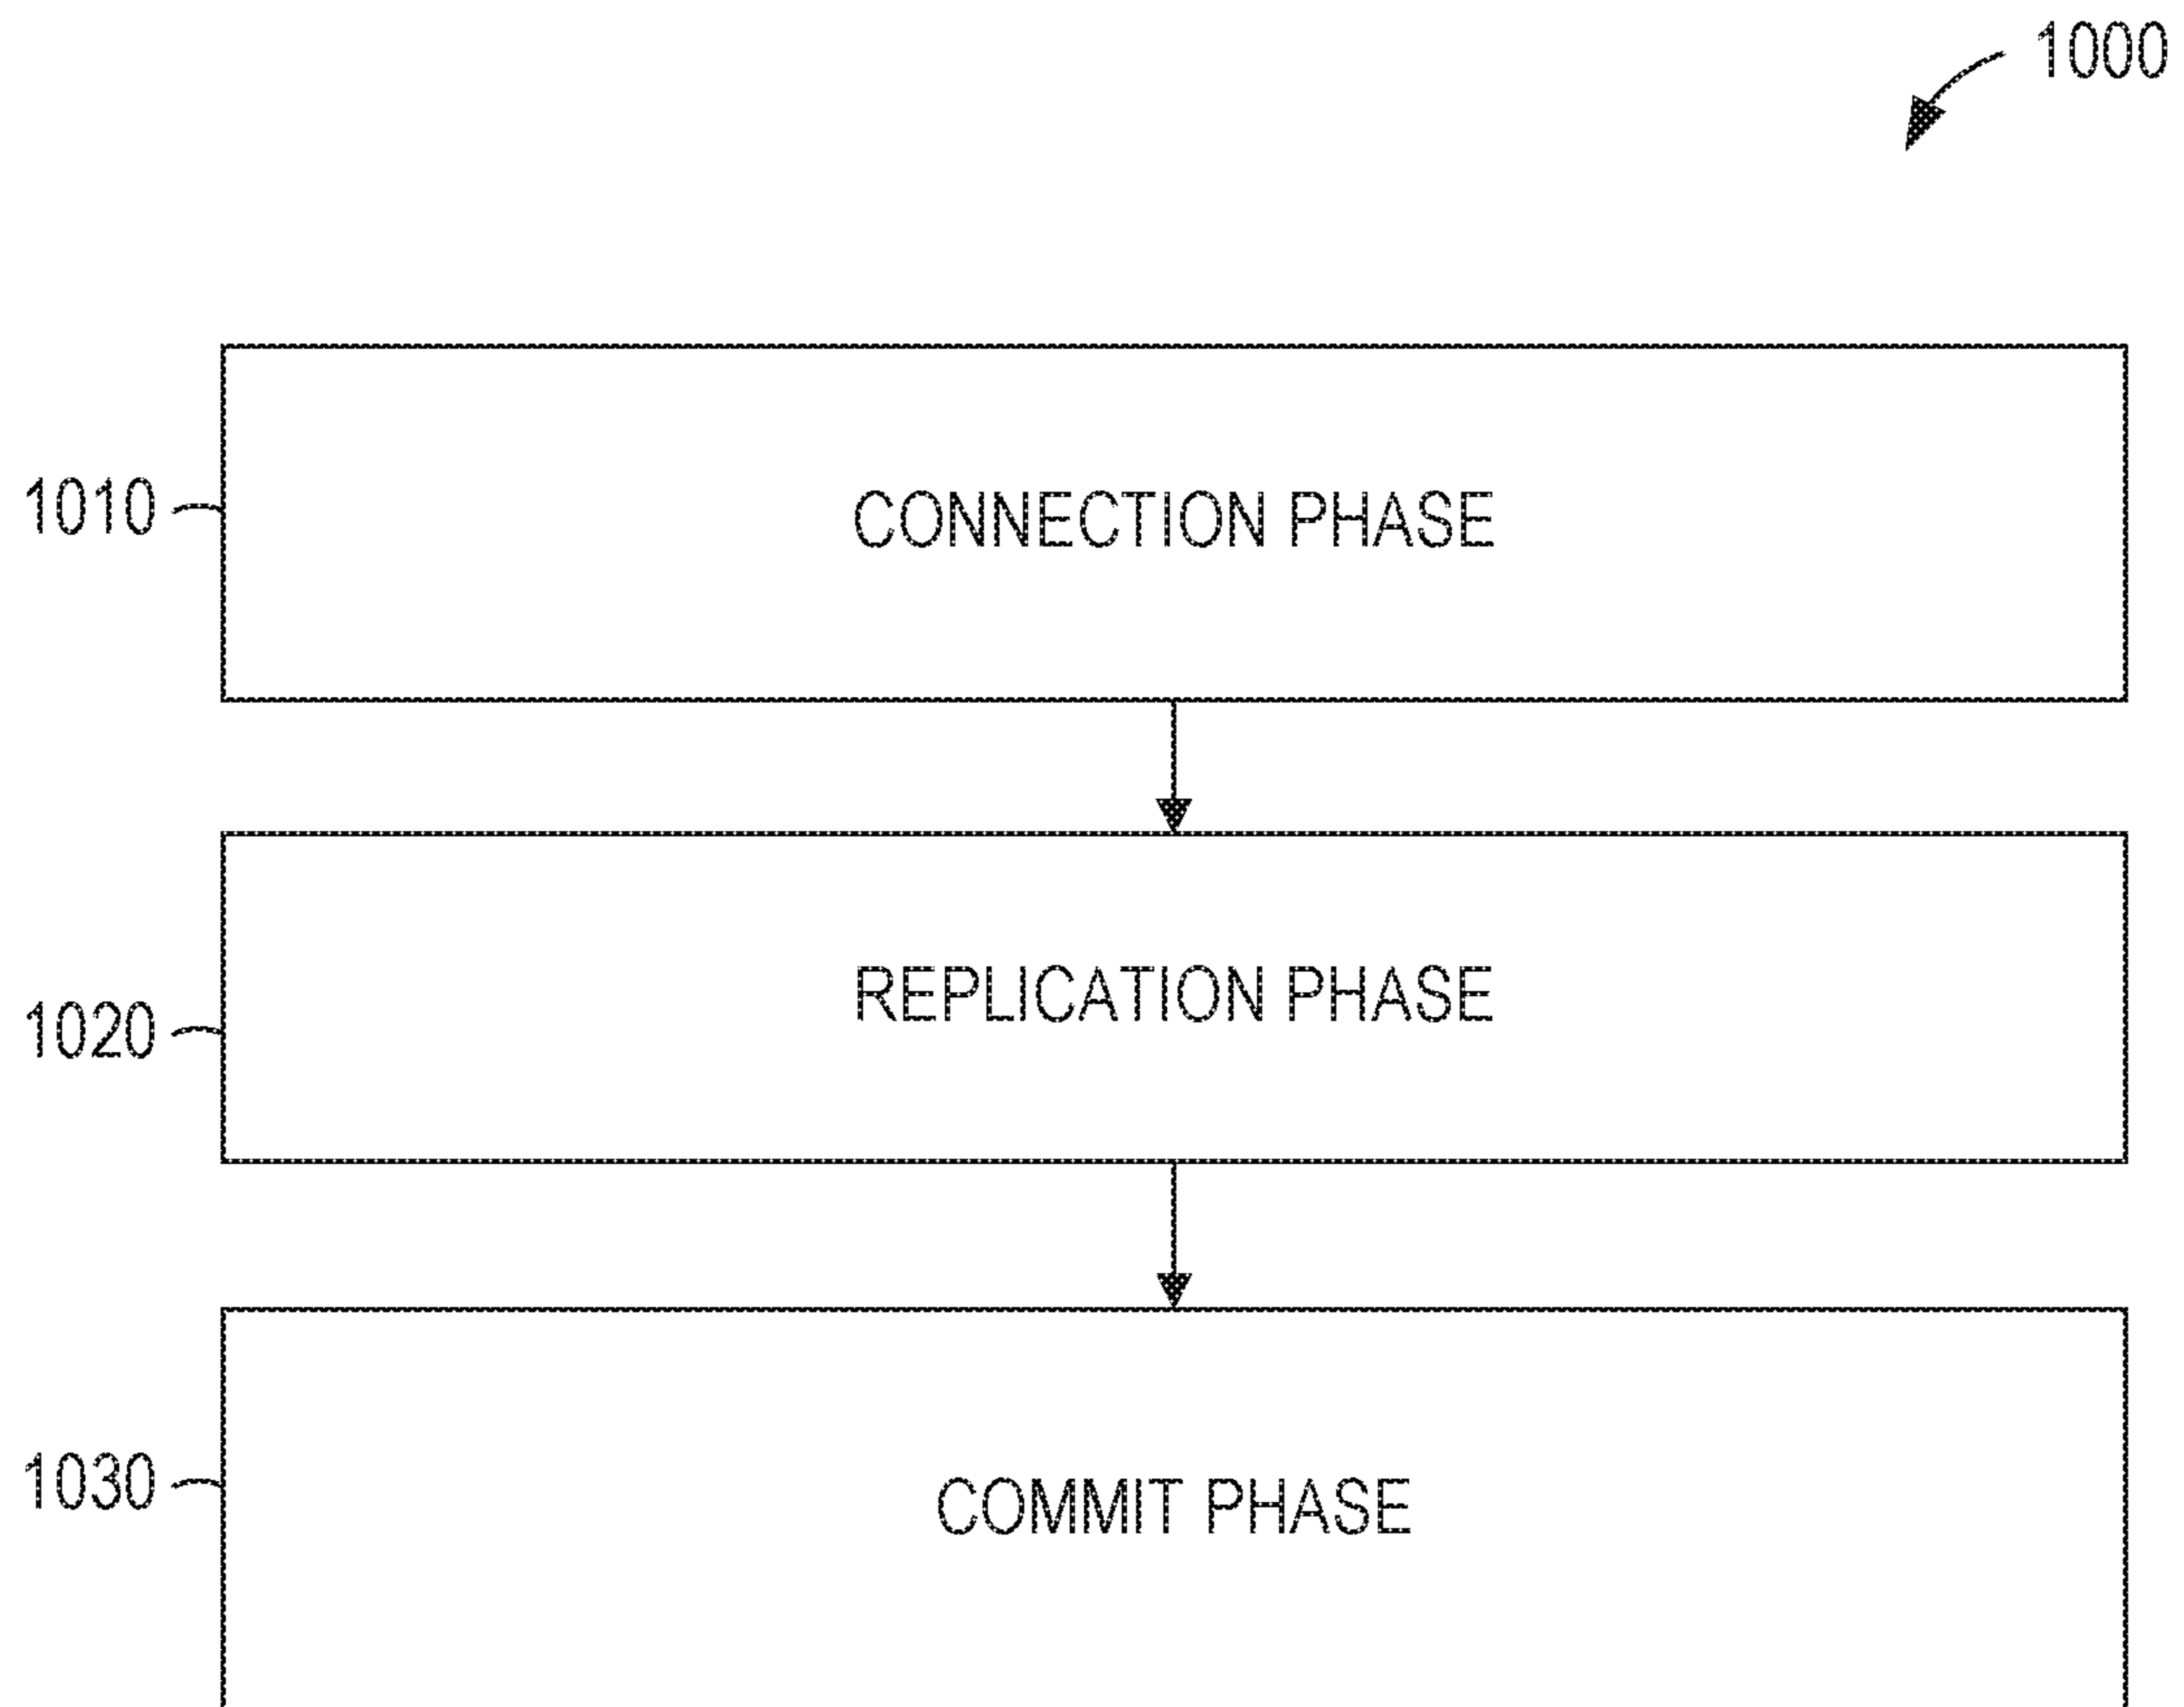 1000
1010
CONNECTION PHASE
1020
REPLICATION PHASE
1030
COMMIT PHASE